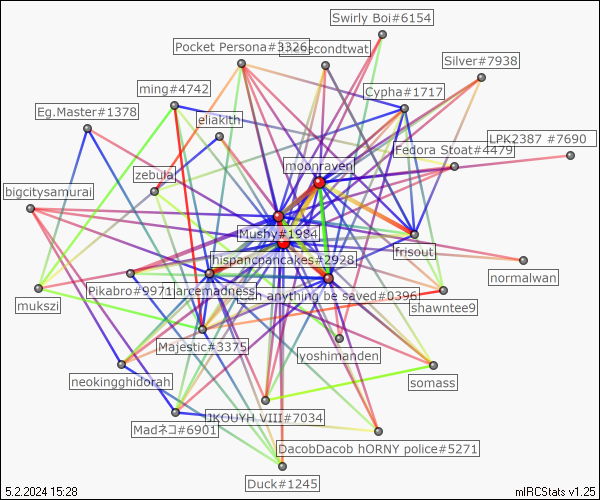 Swirly Boi#6154
Pocket Persona#3326
secondtwat
Silver#7938
ming#4742
Cypha#1717
Eg.Master#1378
eliakith
LPK2387 #7690
Fedora Stoat#4479
moonraven
zebula
bigcitysamurai
Mushy#1984
frisout
hispancpancakes#2928
normalwan
Pikabro#9971
arcemadness
an anything be saved#0396
mukszi
shawntee9
Majestic#3375
yoshimanden
neokingghidorah
somass
IKOUYH VIII#7034
Madネコ#6901
DacobDacob hORNY police#5271
Duck#1245
5.2.2024 15:28
mIRCStats v1.25